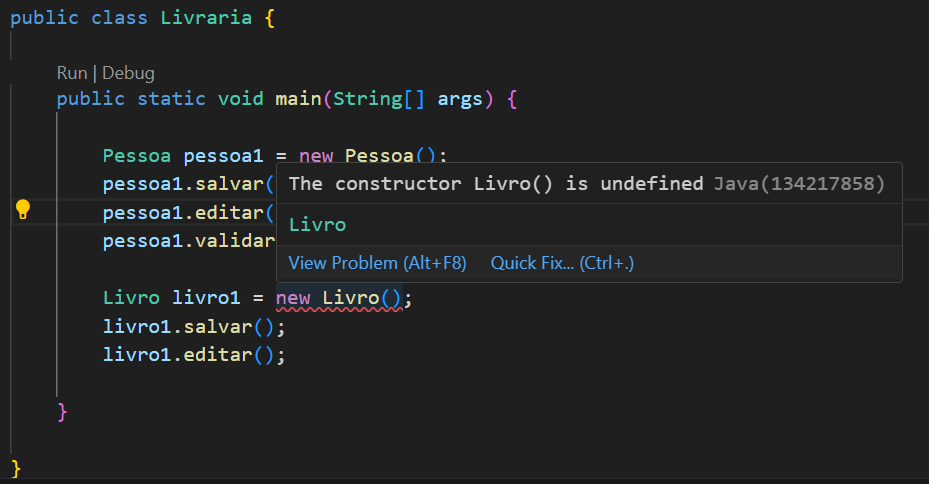 public class Livraria {
Run | Debug
public static void main(String[] args) {
Pessoa pessoa1 = new Pessoa();
pessoa1.salvar(
pessoa1.editar(
pessoa1.validar
The constructor Livro() is undefined Java(134217858)
Livro
View Problem (Alt+F8) Quick Fix... (Ctrl+.)
Livro livro1 = new Livro();
livro1.salvar();
livro1.editar();
}
}